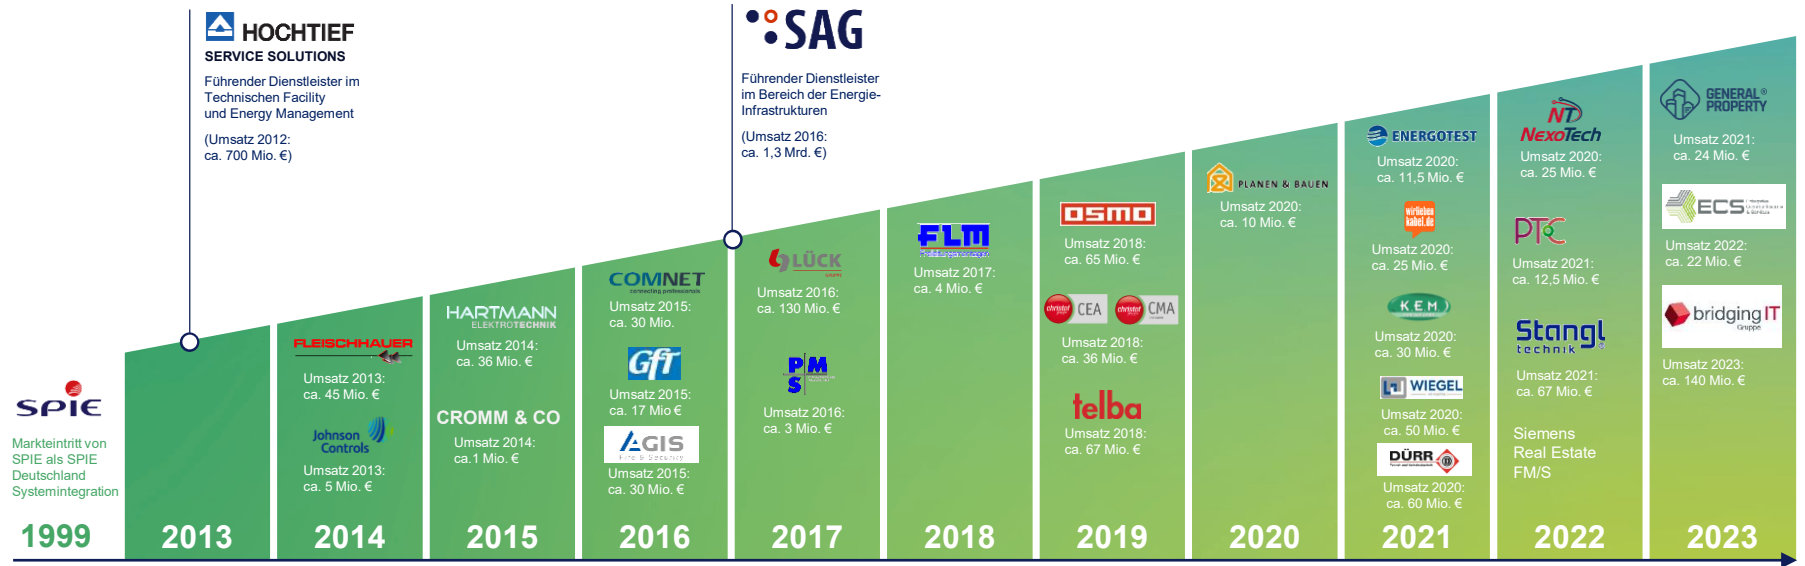 SPIE
Markteintritt von
SPIE als SPIE
Deutschland
Systemintegration
1999
HOCHTIEF
SERVICE SOLUTIONS
Führender Dienstleister im
Technischen Facility
und Energy Management
(Umsatz 2012:
ca. 700 Mio. €)
2013
FLEISCHHAUER
Umsatz 2013:
ca. 45 Mio. €
Johnson
Controls
Umsatz 2013:
ca. 5 Mio. €
2014
HARTMANN
ELEKTROTECHNIK
Umsatz 2014:
ca. 36 Mio. €
CROMM & CO
Umsatz 2014:
ca.1 Mio. €
2015
COMNET
connecting professionals
Umsatz 2015:
ca. 30 Mio.
GfT
Umsatz 2015:
ca. 17 Mio €
AGIS
Fire & Security
Umsatz 2015:
ca. 30 Mio. €
2016
SAG
Führender Dienstleister
im Bereich der Energie-
Infrastrukturen
(Umsatz 2016:
ca. 1,3 Mrd. €)
LÜCK
GRUPPE
Umsatz 2016:
ca. 130 Mio. €
PMS
Umsatz 2016:
ca. 3 Mio. €
2017
FLM
Umsatz 2017:
ca. 4 Mio. €
2018
OSMO
Umsatz 2018:
ca. 65 Mio. €
christof CEA
christof CMA
Umsatz 2018:
ca. 36 Mio. €
telba
Umsatz 2018:
ca. 67 Mio. €
2019
PLANEN & BAUEN
Umsatz 2020:
ca. 10 Mio. €
2020
ENERGOTEST
Umsatz 2020:
ca. 11,5 Mio. €
wirlieben
kabel.de
Umsatz 2020:
ca. 25 Mio. €
KEM
Umsatz 2020:
ca. 30 Mio. €
WIEGEL
Umsatz 2020:
ca. 50 Mio. €
DÜRR
Umsatz 2020:
ca. 60 Mio. €
2021
NT
NexoTech
Umsatz 2020:
ca. 25 Mio. €
PTC
Umsatz 2021:
ca. 12,5 Mio. €
Stangl
technik ®
Umsatz 2021:
ca. 67 Mio. €
Siemens
Real Estate
FM/S
2022
GENERAL®
PROPERTY
Umsatz 2021:
ca. 24 Mio. €
ECS
Umsatz 2022:
ca. 22 Mio. €
bridgingIT
Gruppe
Umsatz 2023:
ca. 140 Mio. €
2023